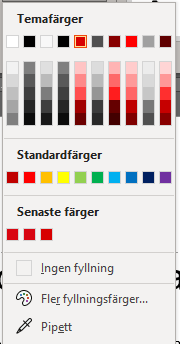 Temafärger
Standardfärger
Senaste färger
Ingen fyllning
Fler fyllningsfärger...
Pipett